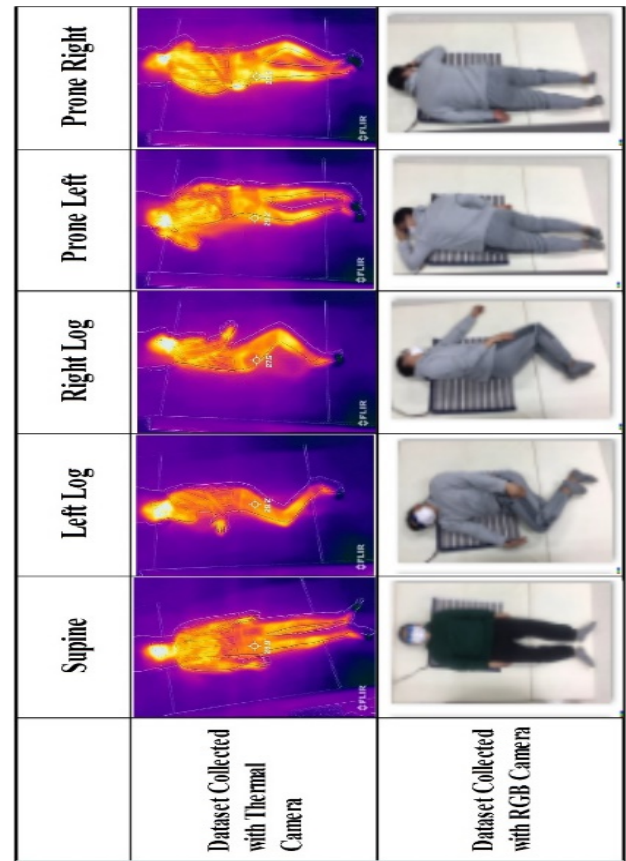 Supine
Left Log
Right Log
Prone Left
Prone Right
Dataset Collected
with Thermal
Camera
FLIR
FLIR
FLIR
FLIR
FLIR
Dataset Collected
with RGB Camera